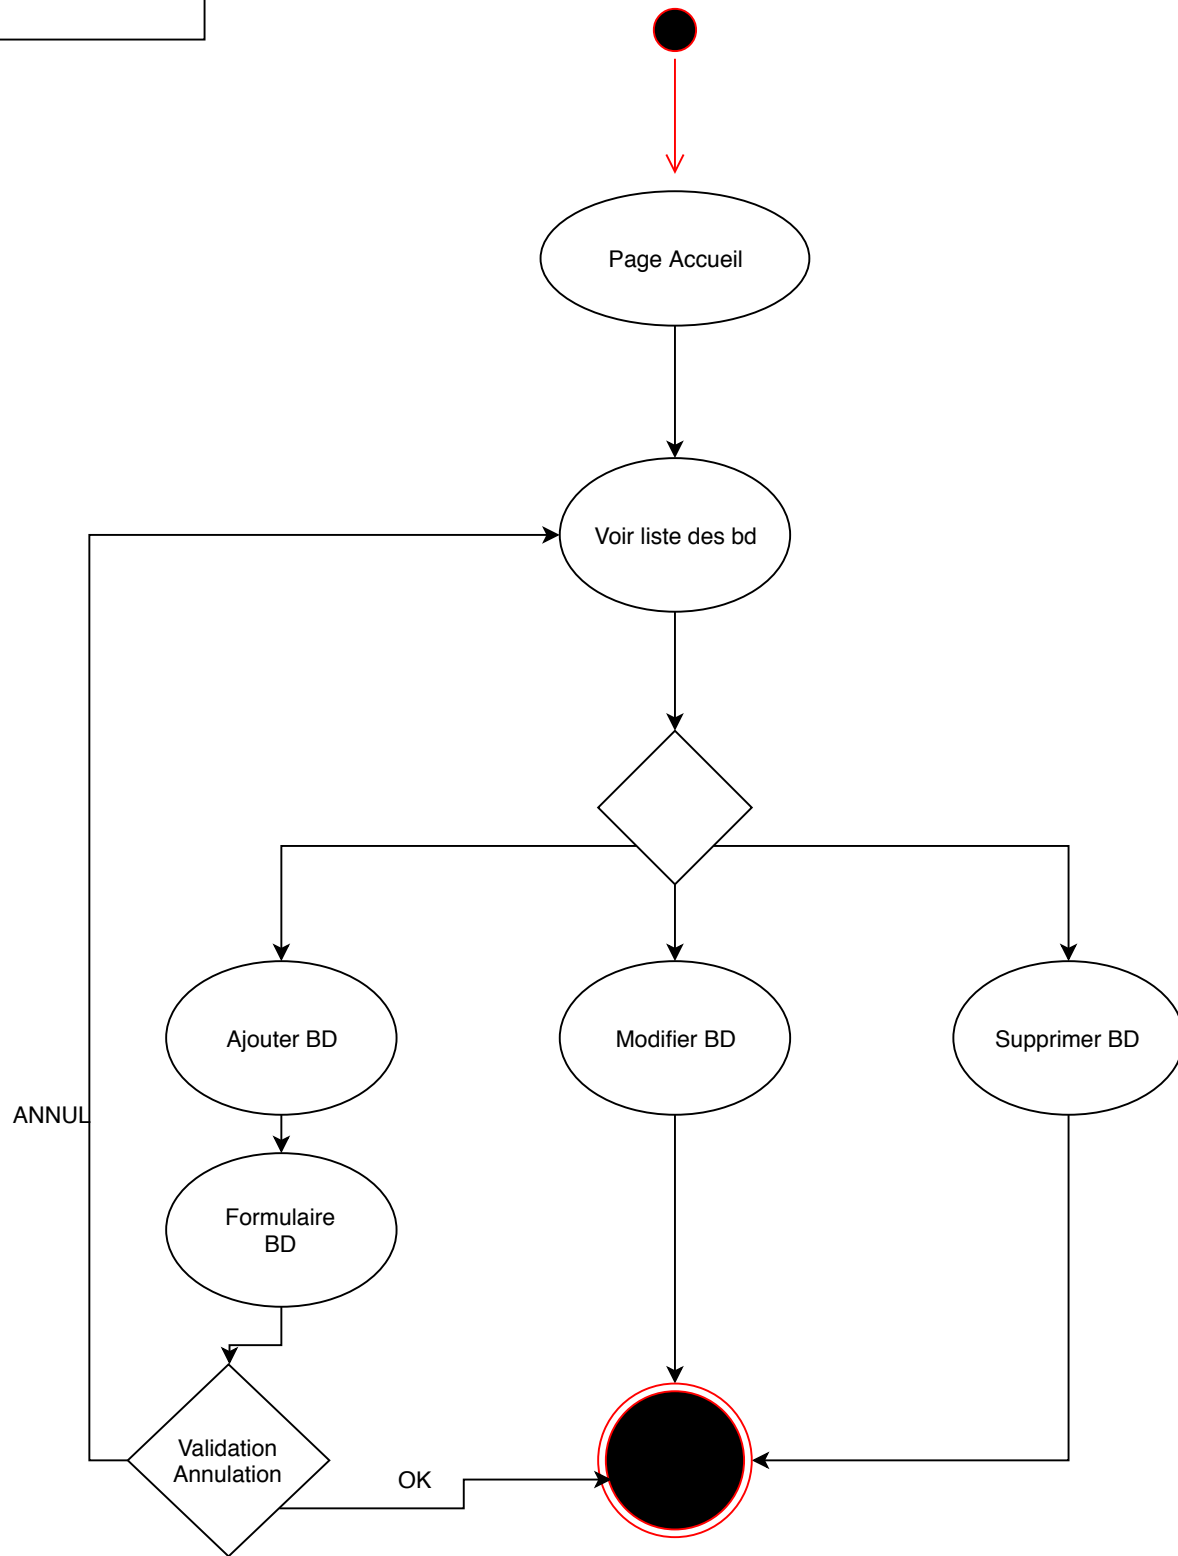 Page Accueil
Voir liste des bd
Ajouter BD
Modifier BD
Supprimer BD
ANNUL
Formulaire
BD
Validation
Annulation
OK